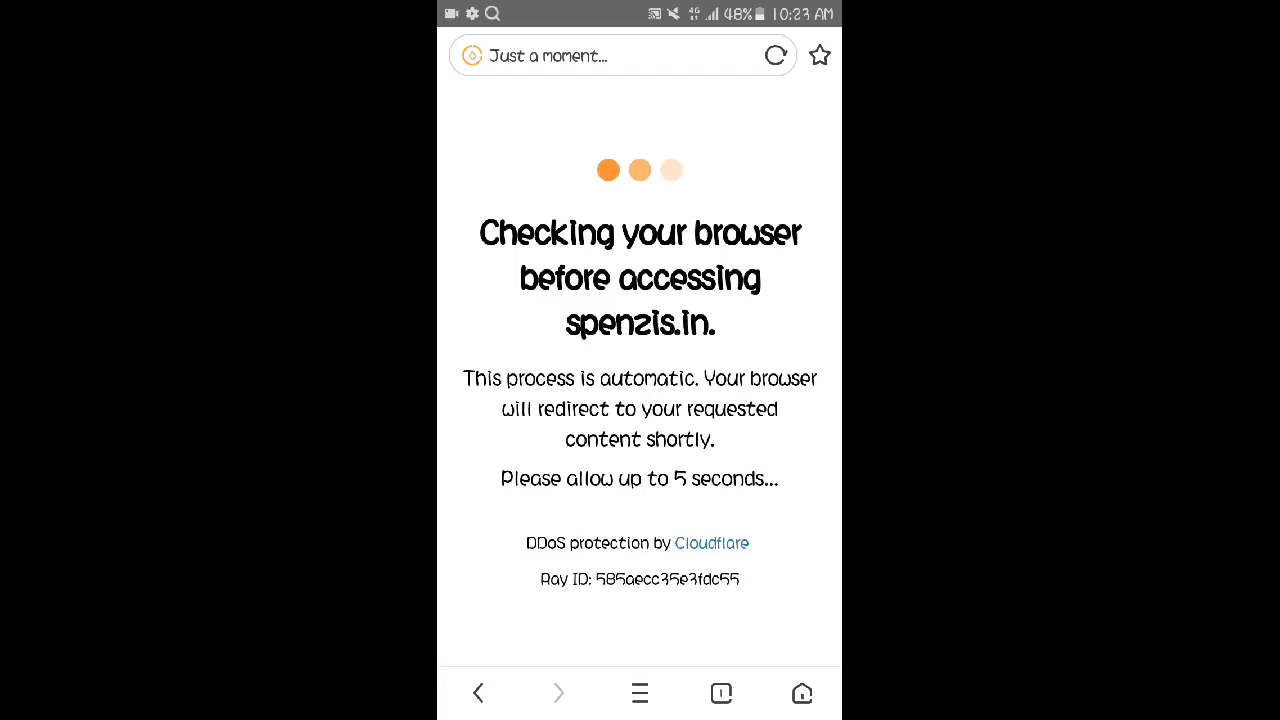 4G 48% 10:23 AM
Just a moment...
Checking your browser
before accessing
spenzis.in.
This process is automatic. Your browser
will redirect to your requested
content shortly.
Please allow up to 5 seconds...
DDoS protection by Cloudflare
Ray ID: 585aecc35e3fdc55
1